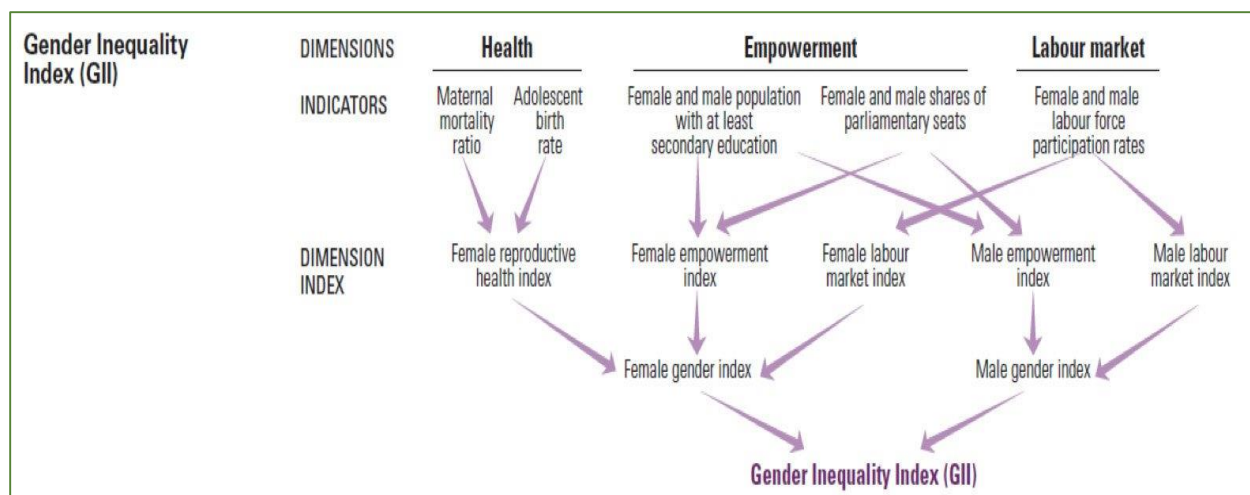 Gender Inequality
Index (GII)
DIMENSIONS
Health
Empowerment
Labour market
INDICATORS
Maternal
mortality
ratio
Adolescent
birth
rate
Female and male population
with at least
secondary education
Female and male shares of
parliamentary seats
Female and male
labour force
participation rates
DIMENSION
INDEX
Female reproductive
health index
Female empowerment
index
Female labour
market index
Male empowerment
index
Male labour
market index
Female gender index
Male gender index
Gender Inequality Index (GII)